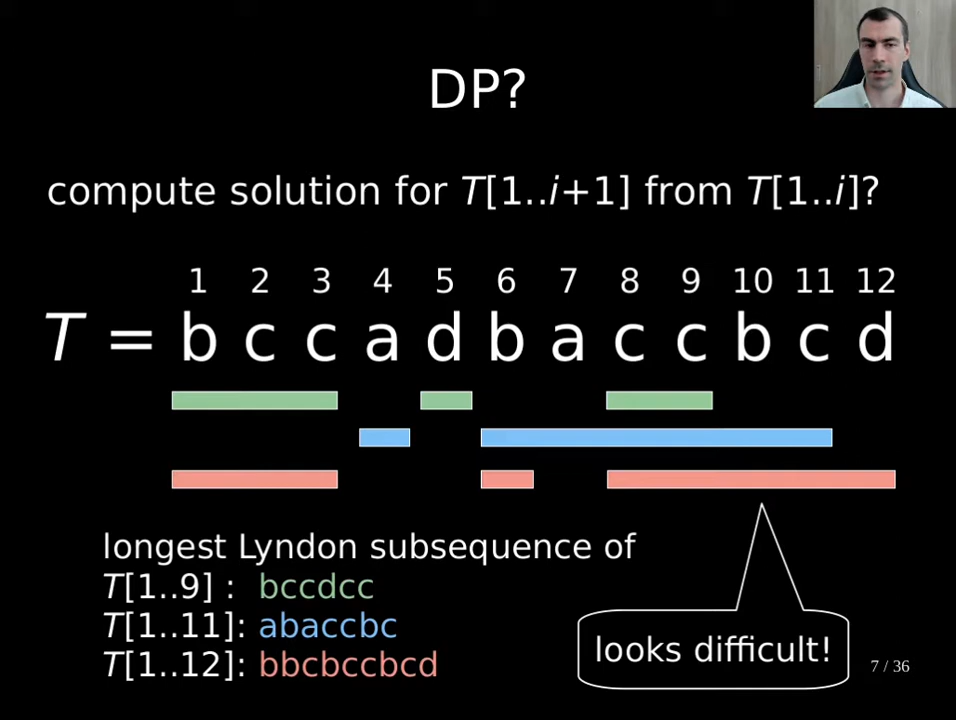 DP?
compute solution for T[1..i+1] from T[1..i]?
1 2 3 4 5 6 7 8 9 10 11 12
T = b c c a d b a c c b c d
longest Lyndon subsequence of
T[1..9] : bccdcc
T[1..11]: abaccbc
T[1..12]: bbcbccbcd
looks difficult!
7 / 36